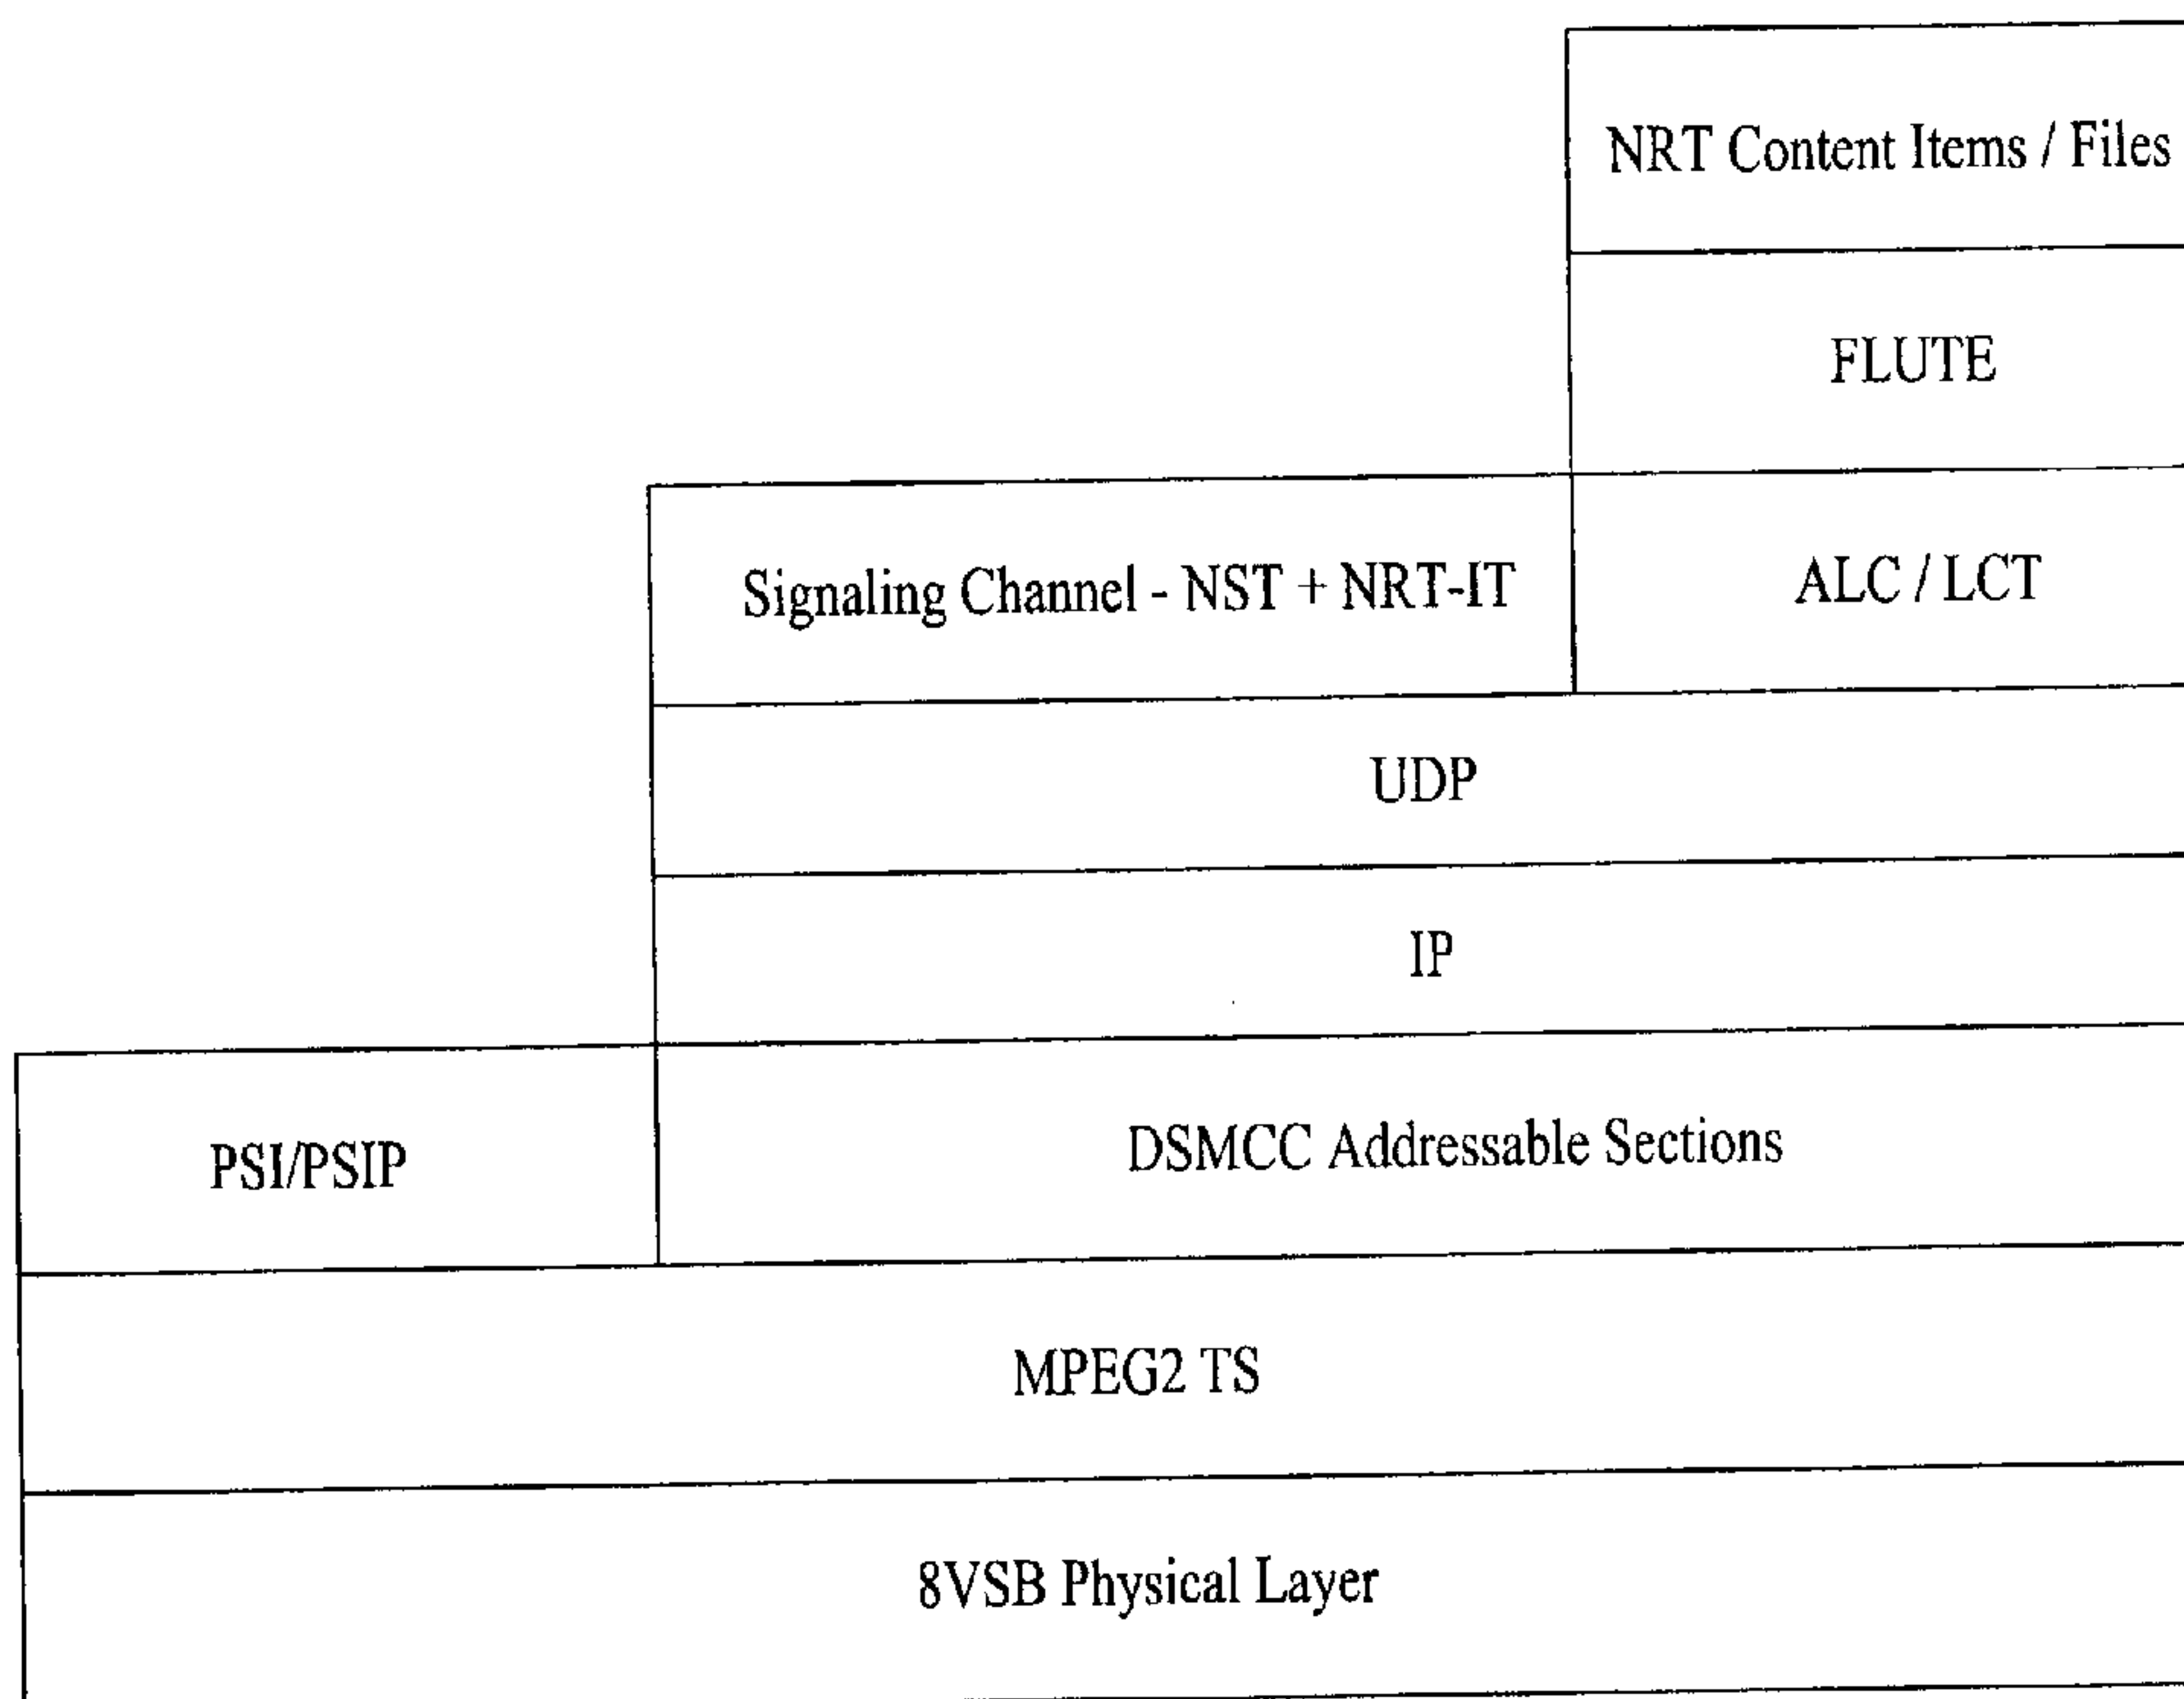 NRT Content Items / Files
FLUTE
Signaling Channel - NST + NRT-IT
ALC / LCT
UDP
IP
PSI/PSIP
DSMCC Addressable Sections
MPEG2 TS
8VSB Physical Layer